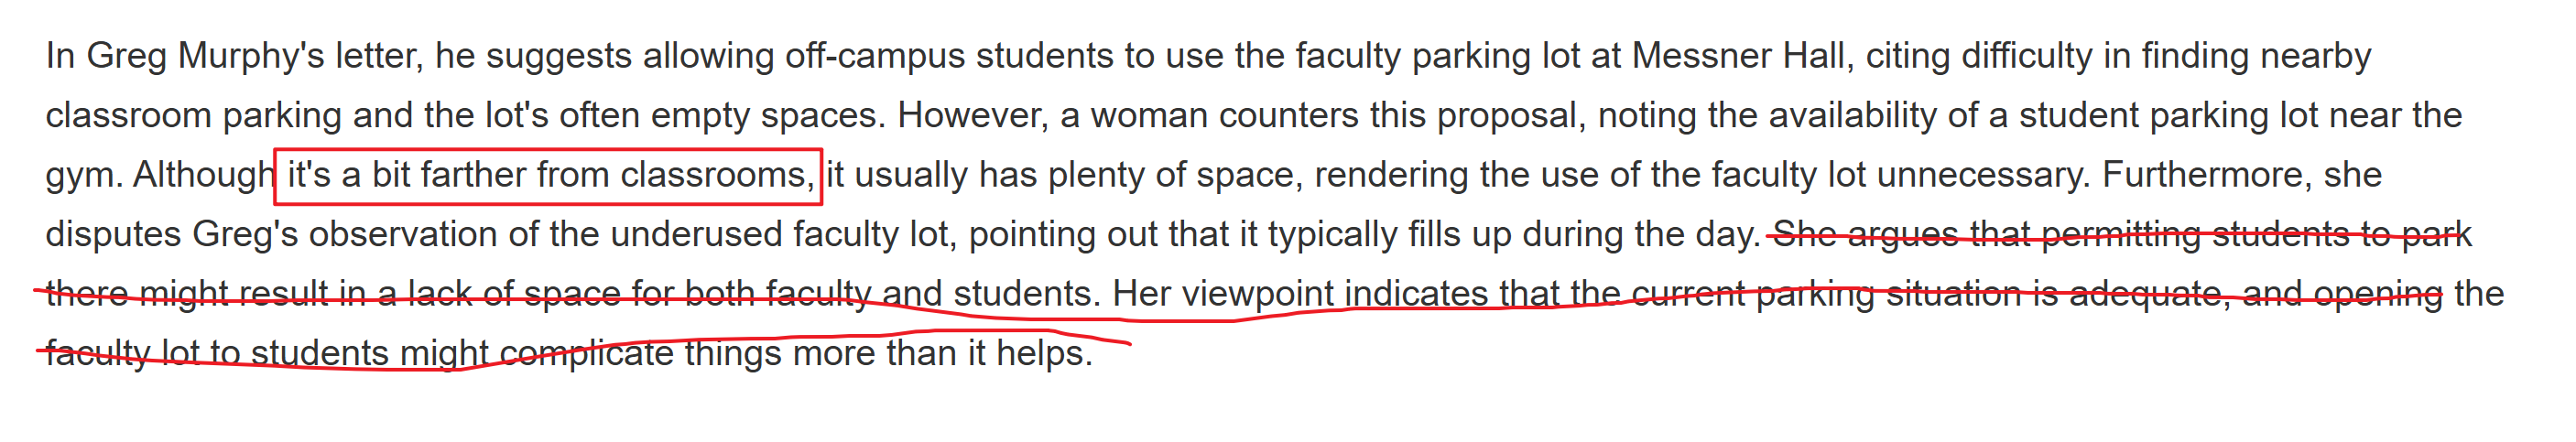 In Greg Murphy's letter, he suggests allowing off-campus students to use the faculty parking lot at Messner Hall, citing difficulty in finding nearby
classroom parking and the lot's often empty spaces. However, a woman counters this proposal, noting the availability of a student parking lot near the
gym. Although it's a bit farther from classrooms, it usually has plenty of space, rendering the use of the faculty lot unnecessary. Furthermore, she
disputes Greg's observation of the underused faculty lot, pointing out that it typically fills up during the day. She argues that permitting students to park
there might result in a lack of space for both faculty and students. Her viewpoint indicates that the current parking situation is adequate, and opening the
faculty lot to students might complicate things more than it helps.